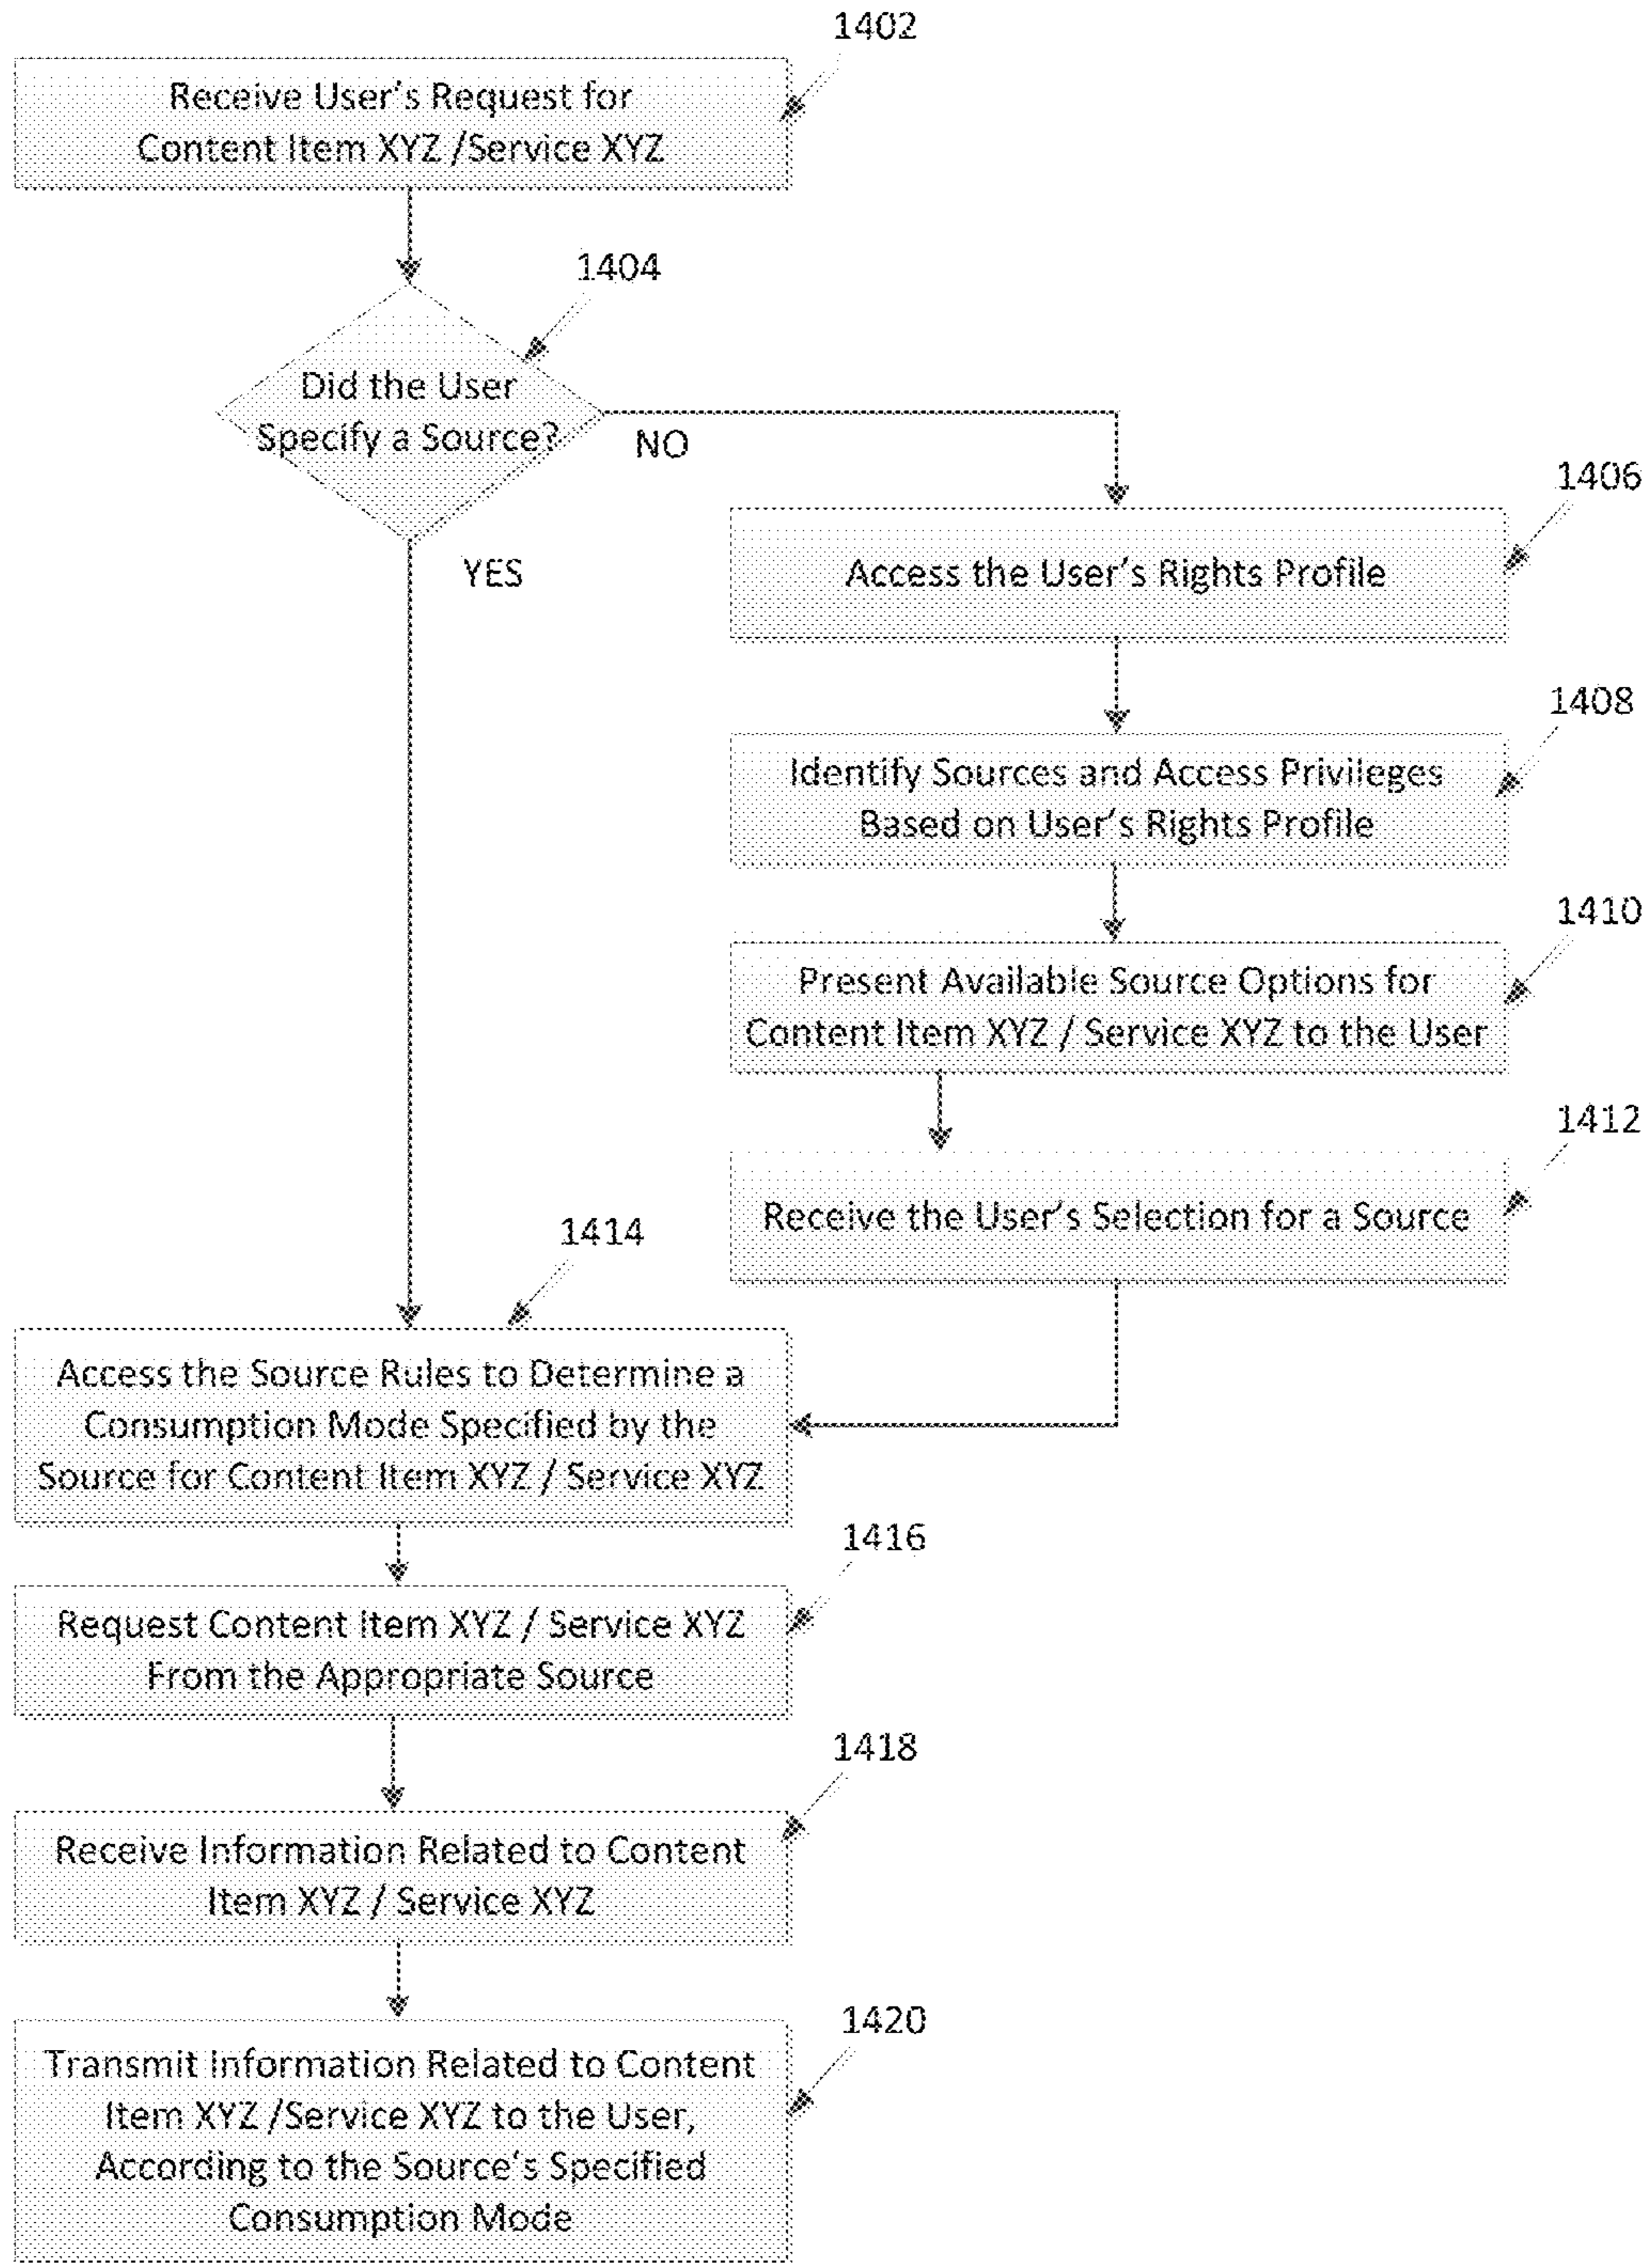 1402
Receive User's Request for
Content Item XYZ /Service XYZ
1404
Did the User
Specify a Source?
NO
YES
1406
Access the User's Rights Profile
1408
Identify Sources and Access Privileges
Based on User's Rights Profile
1410
Present Available Source Options for
Content Item XYZ / Service XYZ to the User
1412
Receive the User's Selection for a Source
1414
Access the Source Rules to Determine a
Consumption Mode Specified by the
Source for Content Item XYZ / Service XYZ
1416
Request Content Item XYZ / Service XYZ
From the Appropriate Source
1418
Receive Information Related to Content
Item XYZ / Service XYZ
1420
Transmit Information Related to Content
Item XYZ /Service XYZ to the User,
According to the Source's Specified
Consumption Mode